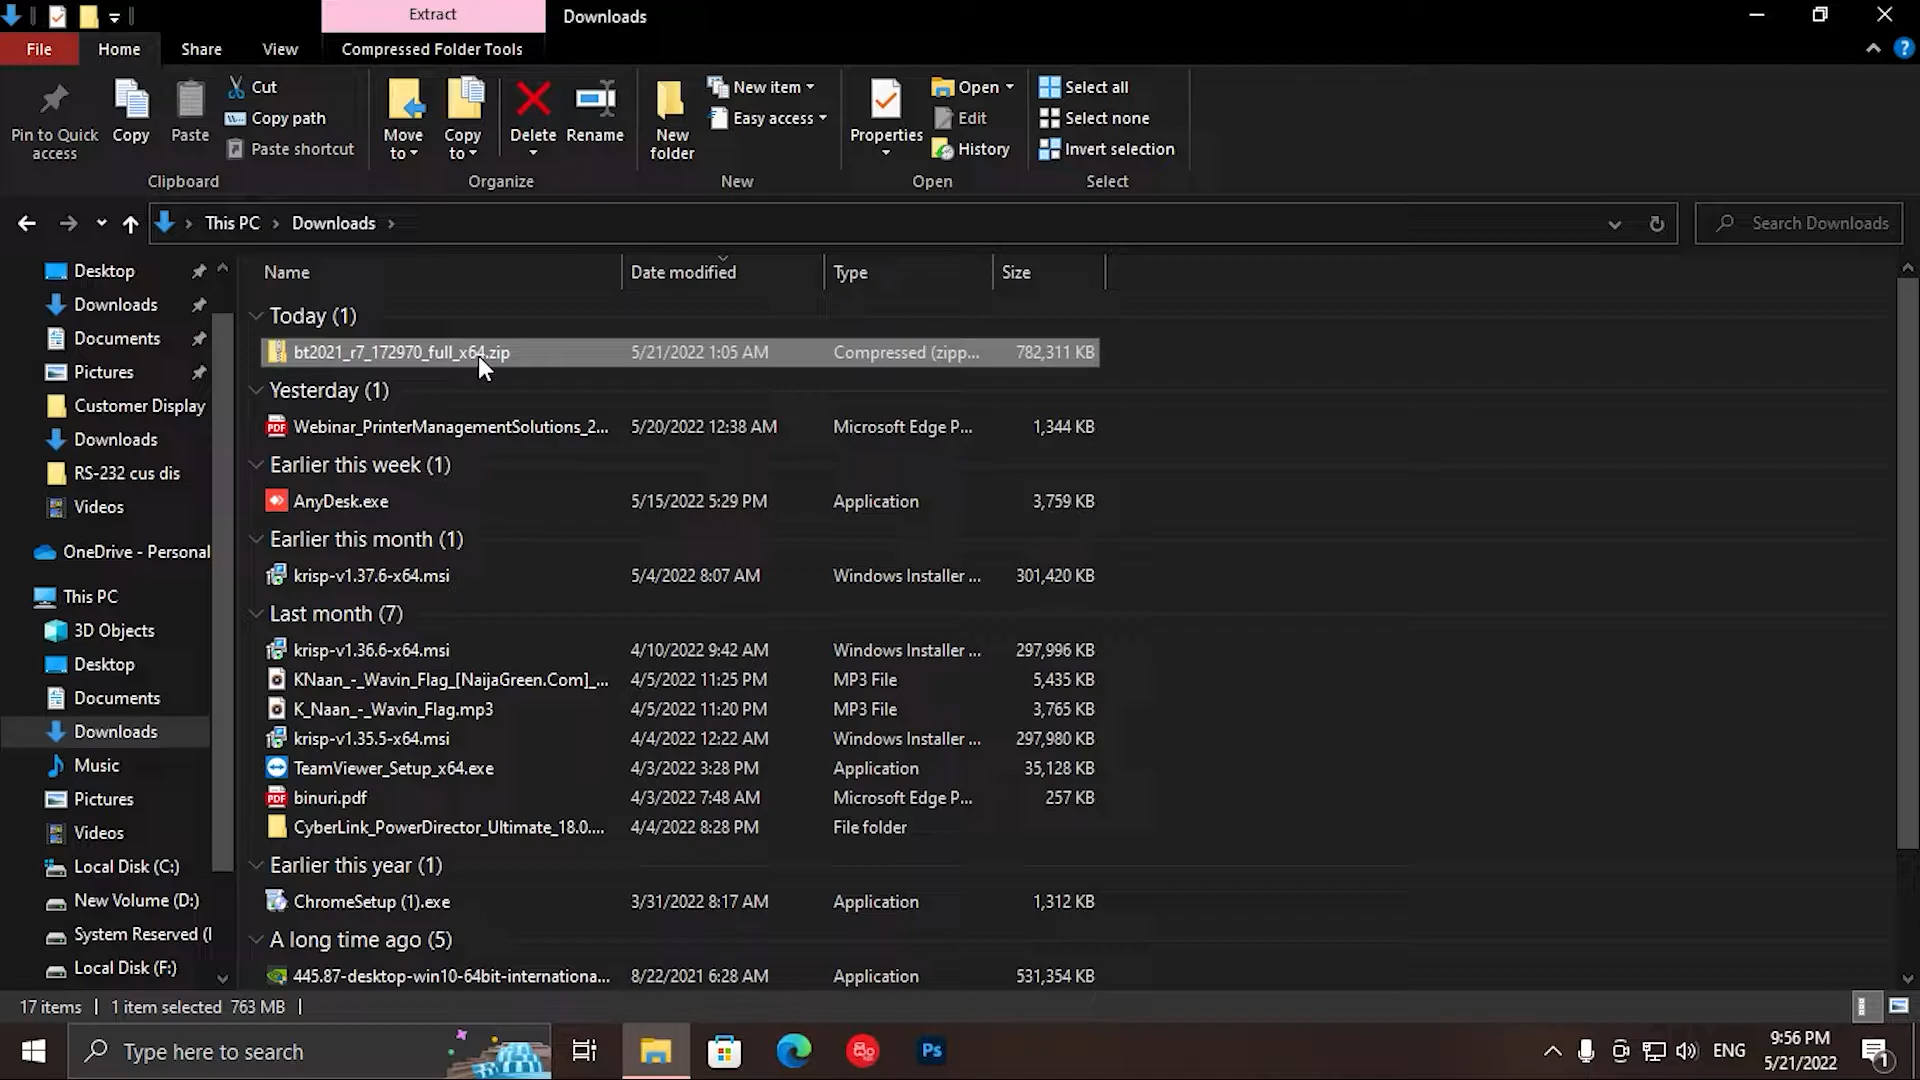 Extract
Downloads
File
Home
Share
View
Compressed Folder Tools
Pin to Quick access
Copy
Paste
Cut
Copy path
Paste shortcut
Clipboard
Move to
Copy to
Delete
Rename
Organize
New folder
New item
Easy access
New
Properties
Open
Edit
History
Open
Select all
Select none
Invert selection
Select
This PC > Downloads >
Search Downloads
Desktop
Downloads
Documents
Pictures
Customer Display
Downloads
RS-232 cus dis
Videos
OneDrive - Personal
This PC
3D Objects
Desktop
Documents
Downloads
Music
Pictures
Videos
Local Disk (C:)
New Volume (D:)
System Reserved (
Local Disk (F:)
Name Date modified Type Size
Today (1)
bt2021_r7_172970_full_x64.zip 5/21/2022 1:05 AM Compressed (zipp... 782,311 KB
Yesterday (1)
Webinar_PrinterManagementSolutions_2... 5/20/2022 12:38 AM Microsoft Edge P... 1,344 KB
Earlier this week (1)
AnyDesk.exe 5/15/2022 5:29 PM Application 3,759 KB
Earlier this month (1)
krisp-v1.37.6-x64.msi 5/4/2022 8:07 AM Windows Installer ... 301,420 KB
Last month (7)
krisp-v1.36.6-x64.msi 4/10/2022 9:42 AM Windows Installer ... 297,996 KB
KNaan_-_Wavin_Flag_[NaijaGreen.Com]_... 4/5/2022 11:25 PM MP3 File 5,435 KB
K_Naan_-_Wavin_Flag.mp3 4/5/2022 11:20 PM MP3 File 3,765 KB
krisp-v1.35.5-x64.msi 4/4/2022 12:22 AM Windows Installer ... 297,980 KB
TeamViewer_Setup_x64.exe 4/3/2022 3:28 PM Application 35,128 KB
PDF binuri.pdf 4/3/2022 7:48 AM Microsoft Edge P... 257 KB
CyberLink_PowerDirector_Ultimate_18.0.... 4/4/2022 8:28 PM File folder
Earlier this year (1)
ChromeSetup (1).exe 3/31/2022 8:17 AM Application 1,312 KB
A long time ago (5)
445.87-desktop-win10-64bit-internationa... 8/22/2021 6:28 AM Application 531,354 KB
17 items | 1 item selected 763 MB |
Type here to search
Ps
ENG
9:56 PM
5/21/2022
1